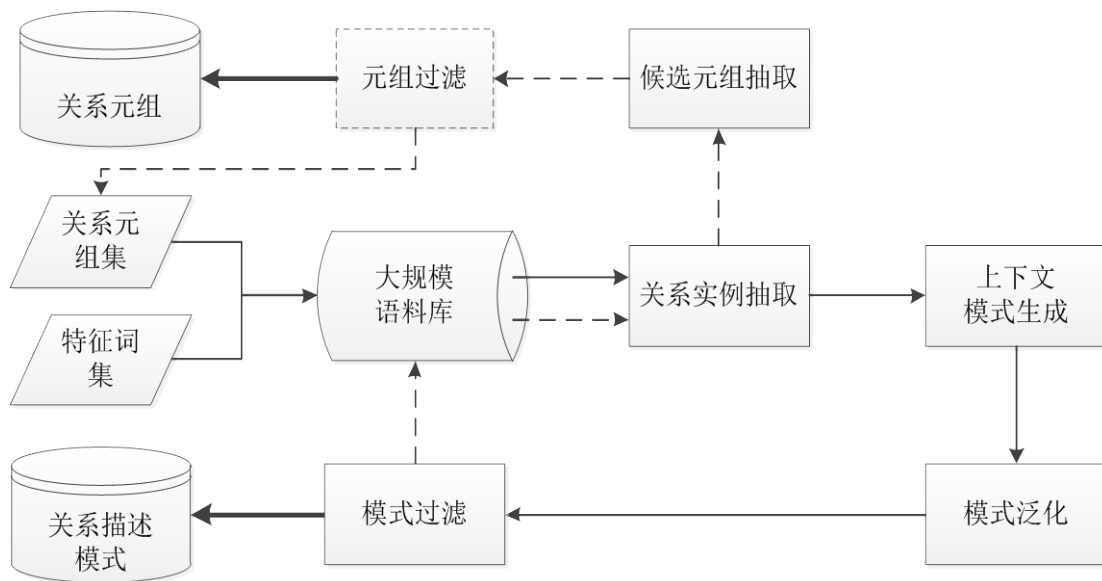 关系元组
元组过滤
候选元组抽取
关系元
组集
特征词
集
大规模
语料库
关系实例抽取
上下文
模式生成
关系描述
模式
模式过滤
模式泛化